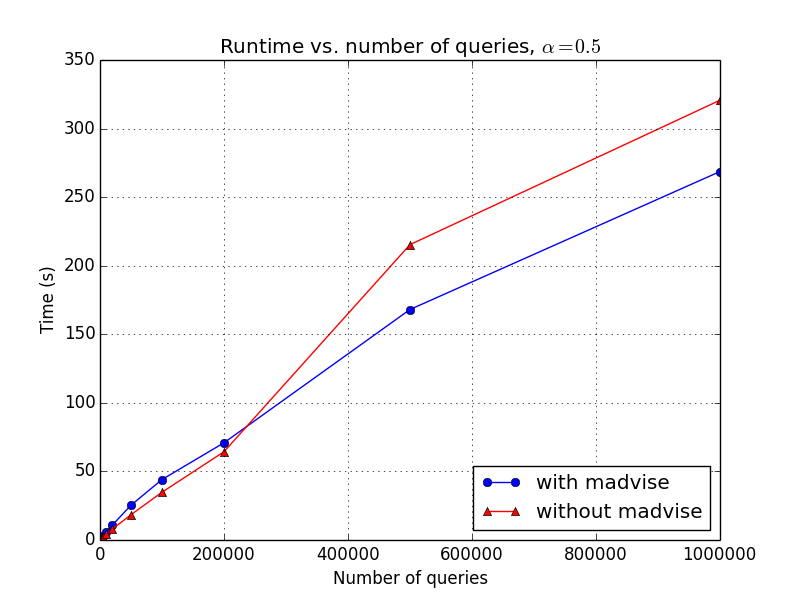 Runtime vs. number of queries, α=0.5
350
300
250
200
150
100
50
0
Time (s)
0 200000 400000 600000 800000 1000000
Number of queries
with madvise
without madvise